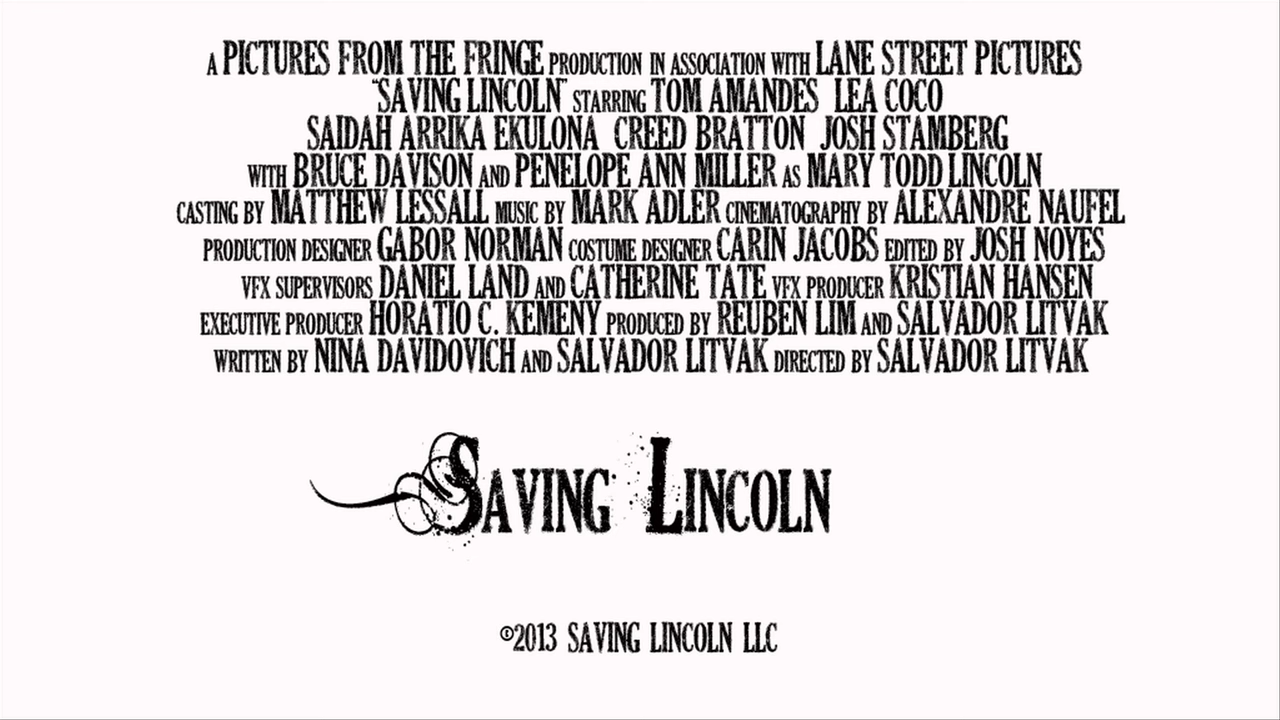 A PICTURES FROM THE FRINGE PRODUCTION IN ASSOCIATION WITH LANE STREET PICTURES
"SAVING LINCOLN" STARRING TOM AMANDES LEA COCO
SAIDAH ARRIKA EKULONA CREED BRATTON JOSH STAMBERG
WITH BRUCE DAVISON AND PENELOPE ANN MILLER AS MARY TODD LINCOLN
CASTING BY MATTHEW LESSALL MUSIC BY MARK ADLER CINEMATOGRAPHY BY ALEXANDRE NAUFEL
PRODUCTION DESIGNER GABOR NORMAN COSTUME DESIGNER CARIN JACOBS EDITED BY JOSH NOYES
VFX SUPERVISORS DANIEL LAND AND CATHERINE TATE VFX PRODUCER KRISTIAN HANSEN
EXECUTIVE PRODUCER HORATIO C. KEMENY PRODUCED BY REUBEN LIM AND SALVADOR LITVAK
WRITTEN BY NINA DAVIDOVICH AND SALVADOR LITVAK DIRECTED BY SALVADOR LITVAK
SAVING LINCOLN
©2013 SAVING LINCOLN LLC